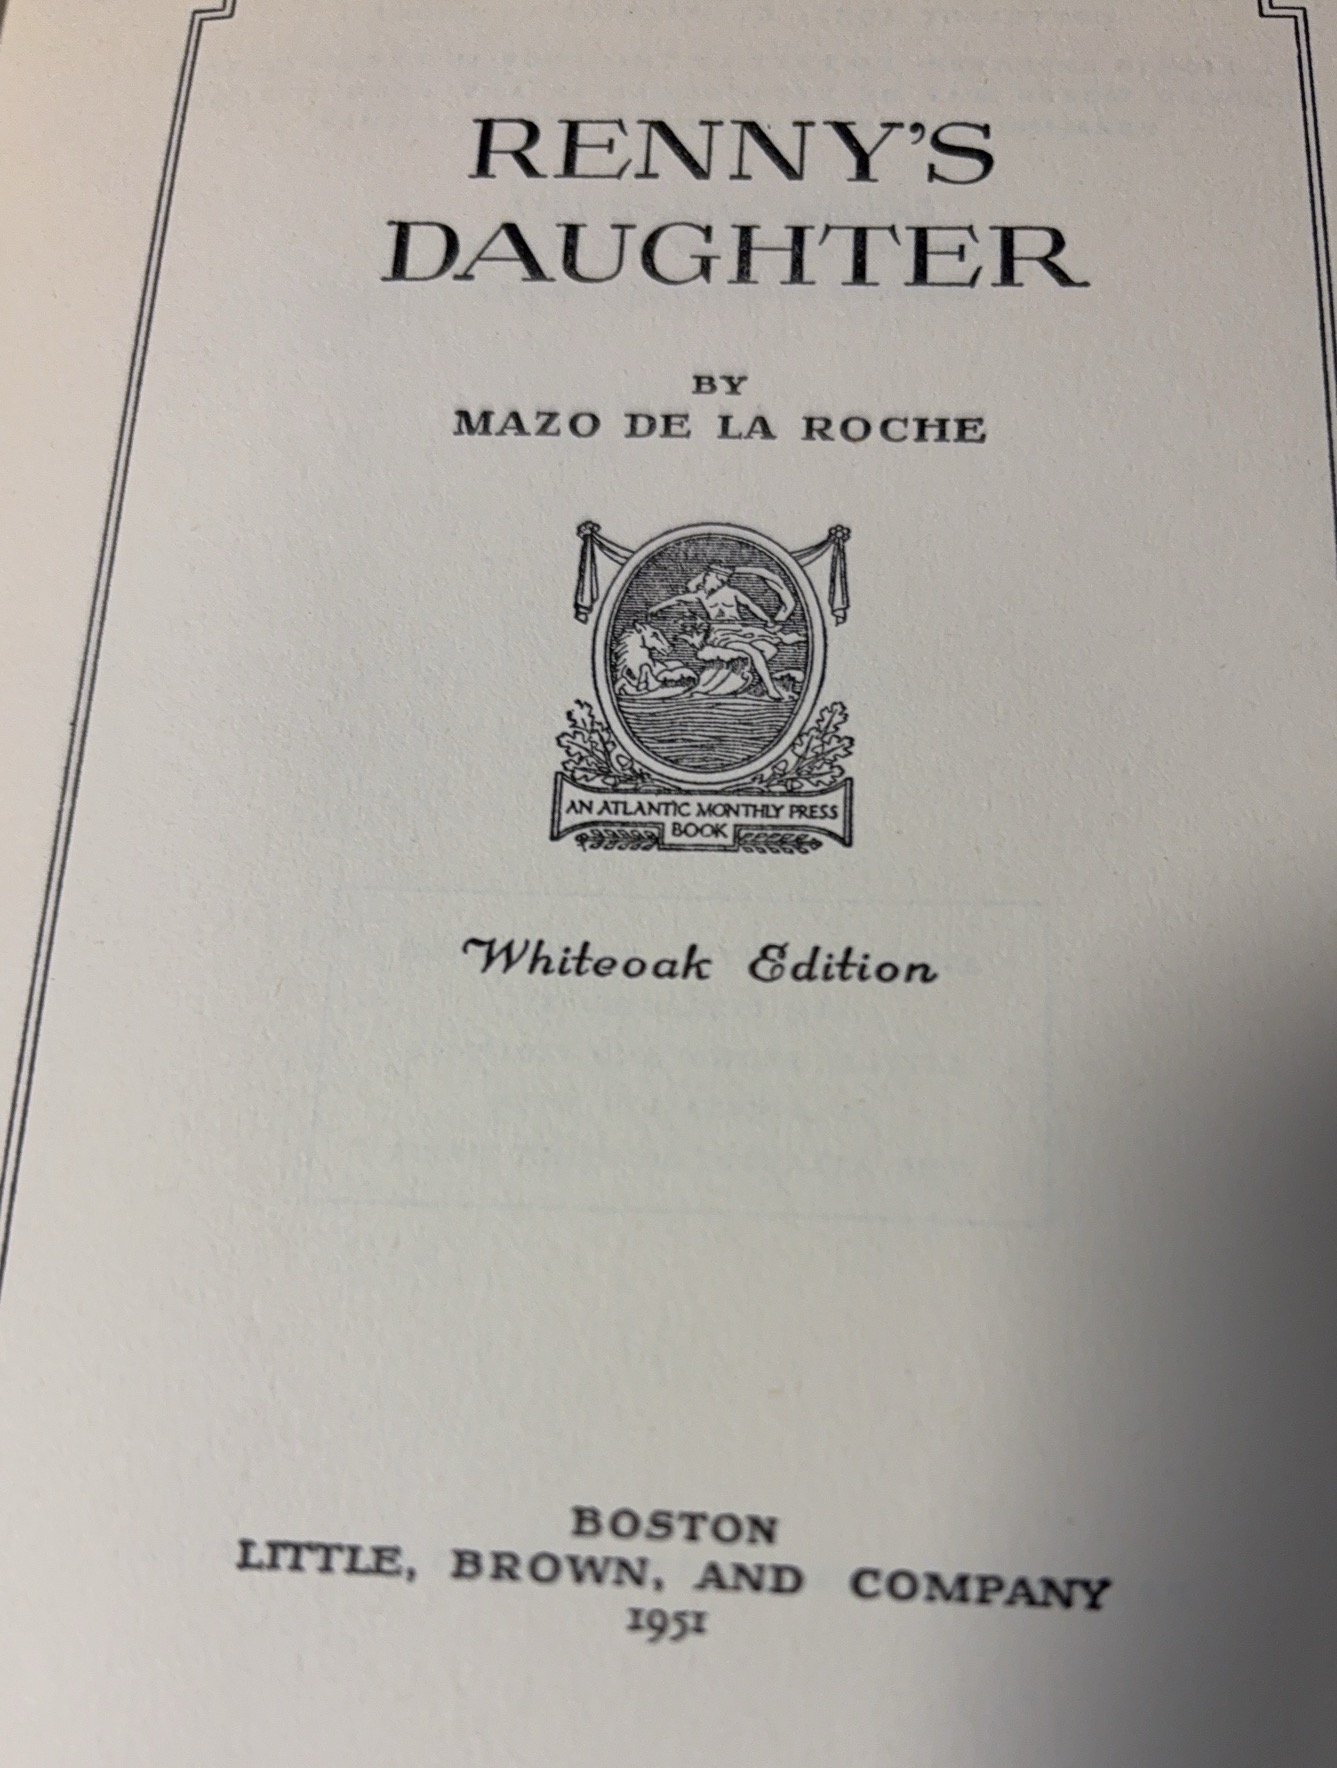 RENNY'S
DAUGHTER
BY
MAZO DE LA ROCHE
AN ATLANTIC MONTHLY PRESS
BOOK
Whiteoak Edition
BOSTON
LITTLE, BROWN, AND COMPANY
1951